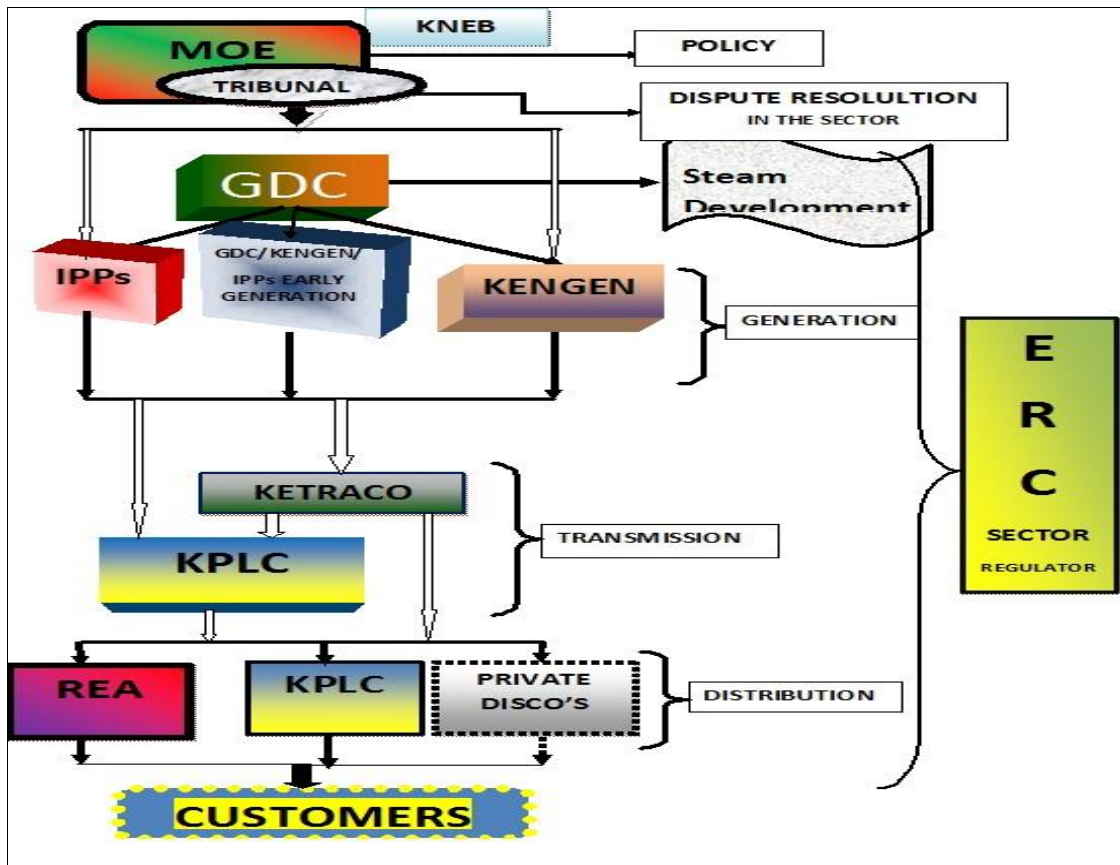 KNEB
MOE
POLICY
TRIBUNAL
DISPUTE RESOLULTION
IN THE SECTOR
GDC
Steam
Development
IPPs
GDC/KENGEN/
IPPs EARLY
GENERATION
KENGEN
GENERATION
E
R
C
SECTOR
REGULATOR
KETRACO
TRANSMISSION
KPLC
REA
KPLC
PRIVATE
DISCO'S
DISTRIBUTION
CUSTOMERS